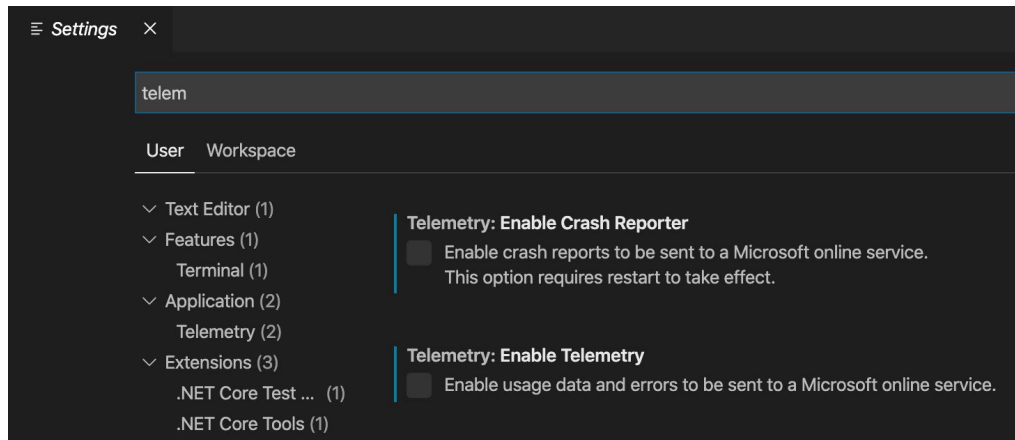 Settings
telem
User Workspace
Text Editor (1)
Features (1)
Terminal (1)
Application (2)
Telemetry (2)
Extensions (3)
.NET Core Test ... (1)
.NET Core Tools (1)
Telemetry: Enable Crash Reporter
Enable crash reports to be sent to a Microsoft online service.
This option requires restart to take effect.
Telemetry: Enable Telemetry
Enable usage data and errors to be sent to a Microsoft online service.